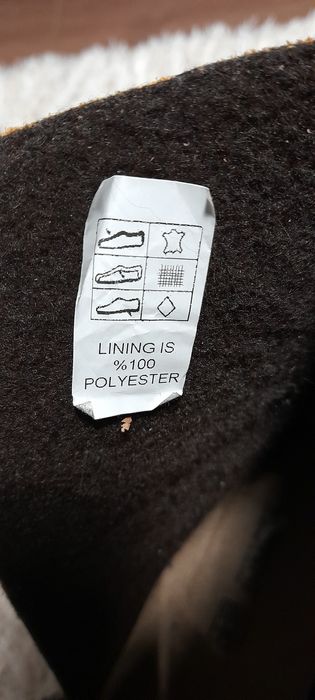 LINING IS
%100
POLYESTER